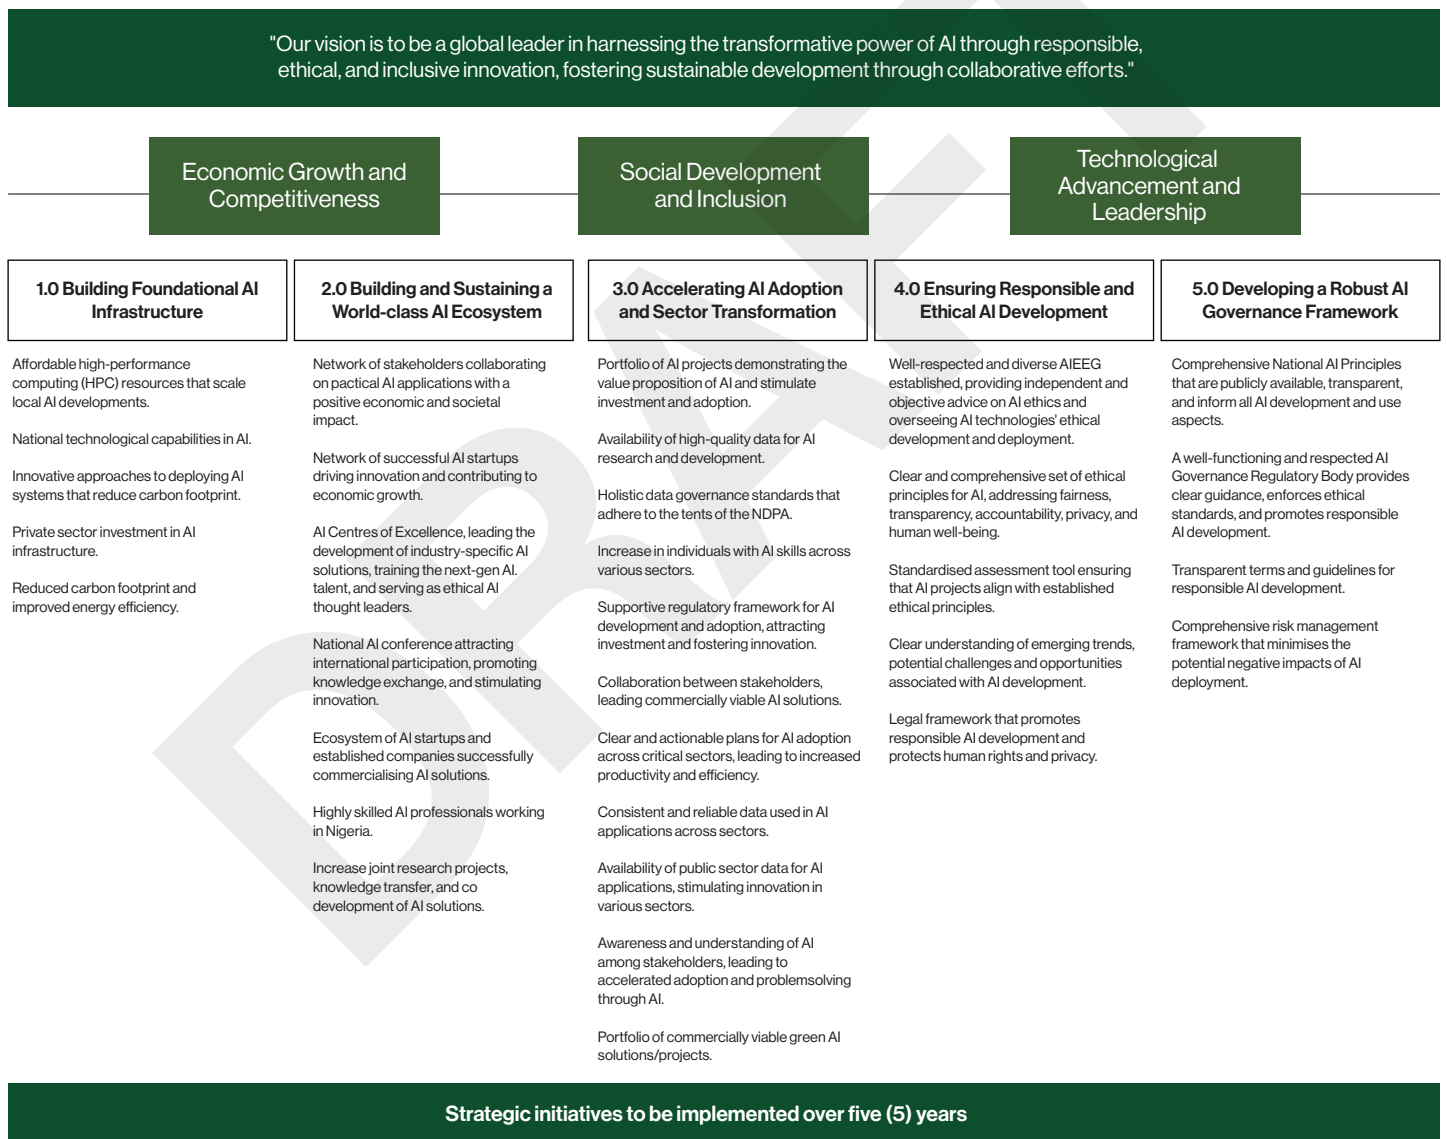 "Our vision is to be a global leader in harnessing the transformative power of AI through responsible,
ethical, and inclusive innovation, fostering sustainable development through collaborative efforts."
Economic Growth and
Competitiveness
Social Development
and Inclusion
Technological
Advancement and
Leadership
1.0 Building Foundational AI
Infrastructure
Affordable high-performance
computing (HPC) resources that scale
local AI developments.
National technological capabilities in AI.
Innovative approaches to deploying AI
systems that reduce carbon footprint.
Private sector investment in AI
infrastructure.
Reduced carbon footprint and
improved energy efficiency.
2.0 Building and Sustaining a
World-class AI Ecosystem
Network of stakeholders collaborating
on pactical AI applications with a
positive economic and societal
impact.
Network of successful AI startups
driving innovation and contributing to
economic growth.
AI Centres of Excellence, leading the
development of industry-specific AI
solutions, training the next-gen AI.
talent, and serving as ethical AI
thought leaders.
National AI conference attracting
international participation, promoting
knowledge exchange, and stimulating
innovation.
Ecosystem of AI startups and
established companies successfully
commercialising AI solutions.
Highly skilled AI professionals working
in Nigeria.
Increase joint research projects,
knowledge transfer, and co
development of AI solutions.
3.0 Accelerating AI Adoption
and Sector Transformation
Portfolio of AI projects demonstrating the
value proposition of AI and stimulate
investment and adoption.
Availability of high-quality data for AI
research and development.
Holistic data governance standards that
adhere to the tents of the NDPA.
Increase in individuals with AI skills across
various sectors.
Supportive regulatory framework for AI
development and adoption, attracting
investment and fostering innovation.
Collaboration between stakeholders,
leading commercially viable AI solutions.
Clear and actionable plans for AI adoption
across critical sectors, leading to increased
productivity and efficiency.
Consistent and reliable data used in AI
applications across sectors.
Availability of public sector data for AI
applications, stimulating innovation in
various sectors.
Awareness and understanding of AI
among stakeholders, leading to
accelerated adoption and problemsolving
through AI.
Portfolio of commercially viable green AI
solutions/projects.
4.0 Ensuring Responsible and
Ethical AI Development
Well-respected and diverse AIEEG
established, providing independent and
objective advice on AI ethics and
overseeing AI technologies' ethical
development and deployment.
Clear and comprehensive set of ethical
principles for AI, addressing fairness,
transparency, accountability, privacy, and
human well-being.
Standardised assessment tool ensuring
that AI projects align with established
ethical principles.
Clear understanding of emerging trends,
potential challenges and opportunities
associated with AI development.
Legal framework that promotes
responsible AI development and
protects human rights and privacy.
5.0 Developing a Robust AI
Governance Framework
Comprehensive National AI Principles
that are publicly available, transparent,
and inform all AI development and use
aspects.
A well-functioning and respected AI
Governance Regulatory Body provides
clear guidance, enforces ethical
standards, and promotes responsible
AI development.
Transparent terms and guidelines for
responsible AI development.
Comprehensive risk management
framework that minimises the
potential negative impacts of AI
deployment.
Strategic initiatives to be implemented over five (5) years
DRAFT